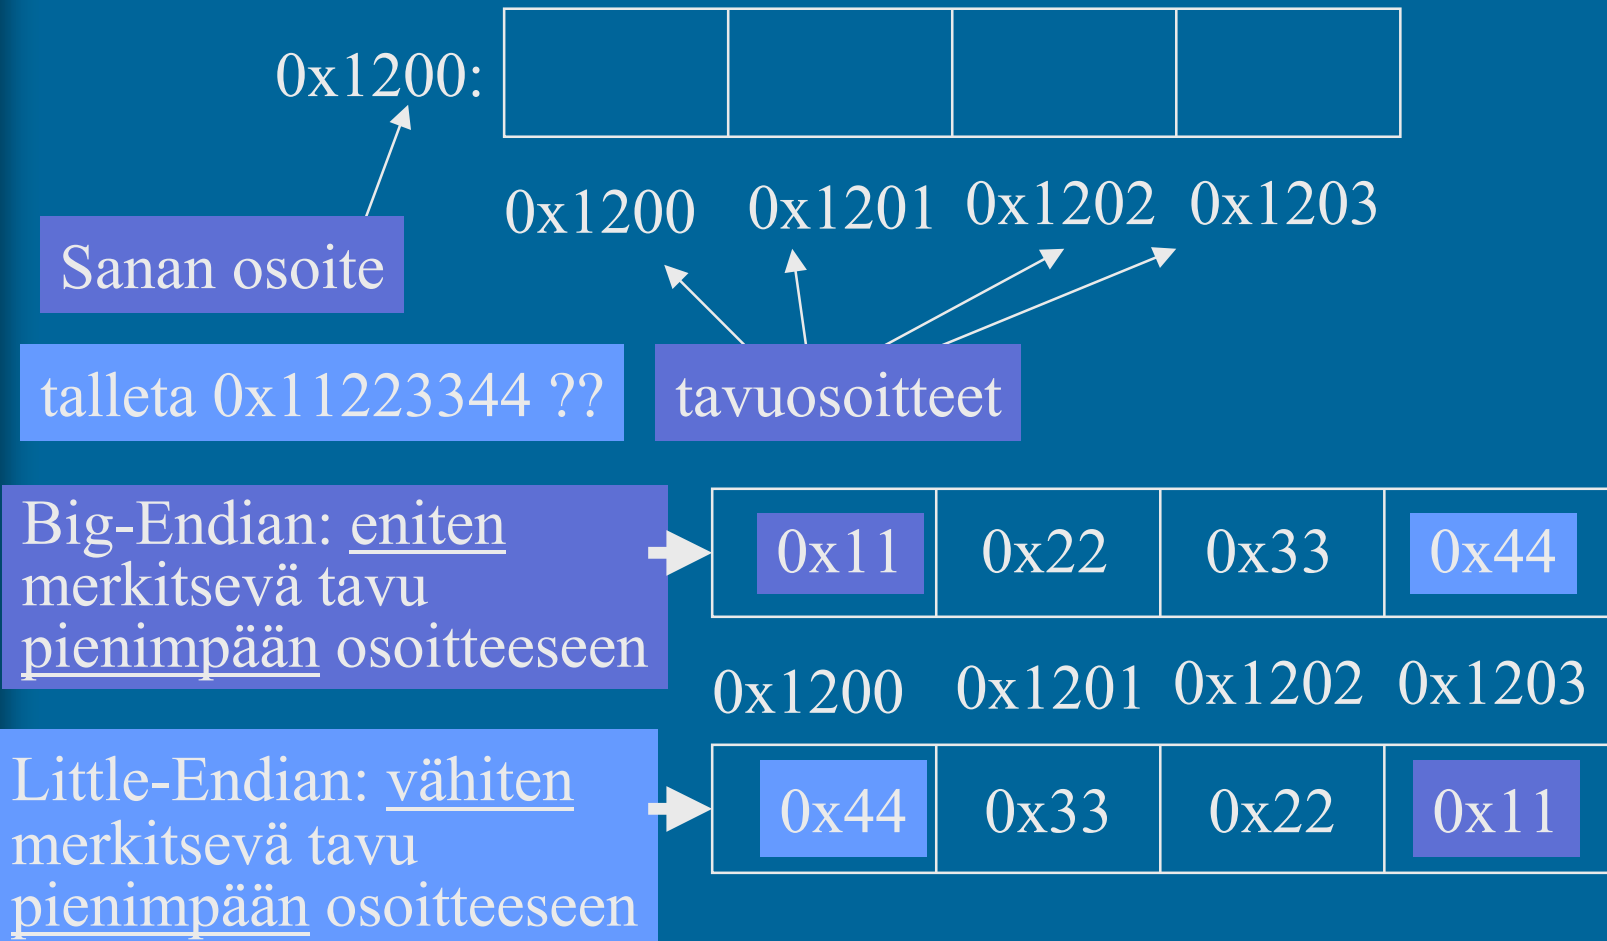 0x1200:
0x1200 0x1201 0x1202 0x1203
Sanan osoite
talleta 0x11223344 ??
tavuosoitteet
Big-Endian: eniten
merkitsevä tavu
pienimpään osoitteeseen
0x11 0x22 0x33 0x44
0x1200 0x1201 0x1202 0x1203
Little-Endian: vähiten
merkitsevä tavu
pienimpään osoitteeseen
0x44 0x33 0x22 0x11